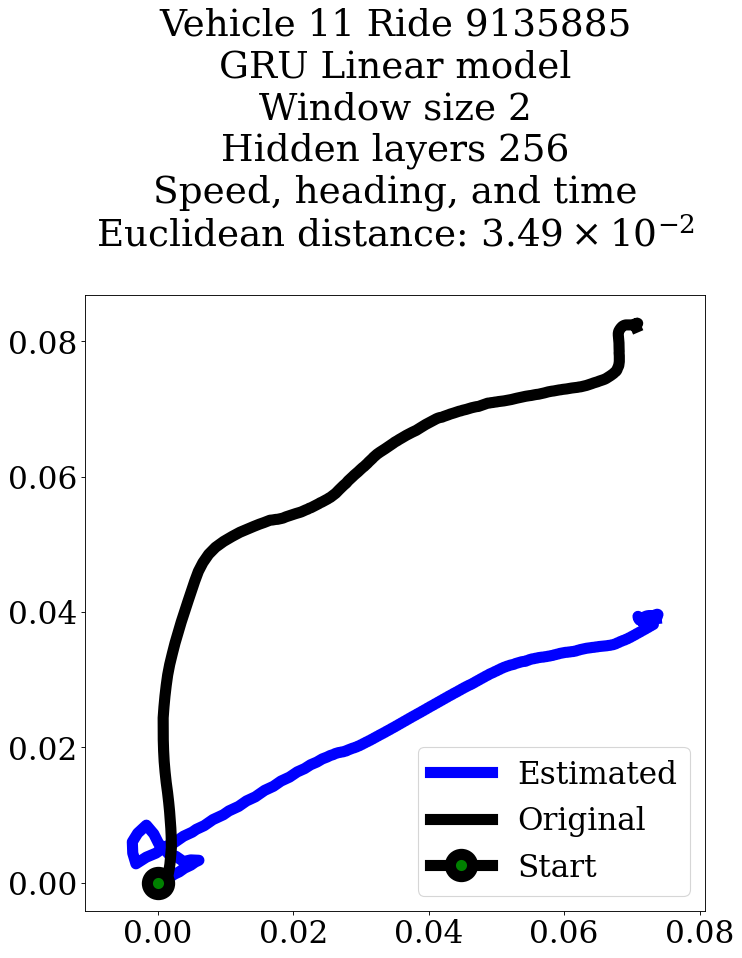 Vehicle 11 Ride 9135885
GRU Linear model
Window size 2
Hidden layers 256
Speed, heading, and time
Euclidean distance: 3.49 × 10⁻²
0.08
0.06
0.04
0.02
0.00
Estimated
Original
Start
0.00 0.02 0.04 0.06 0.08